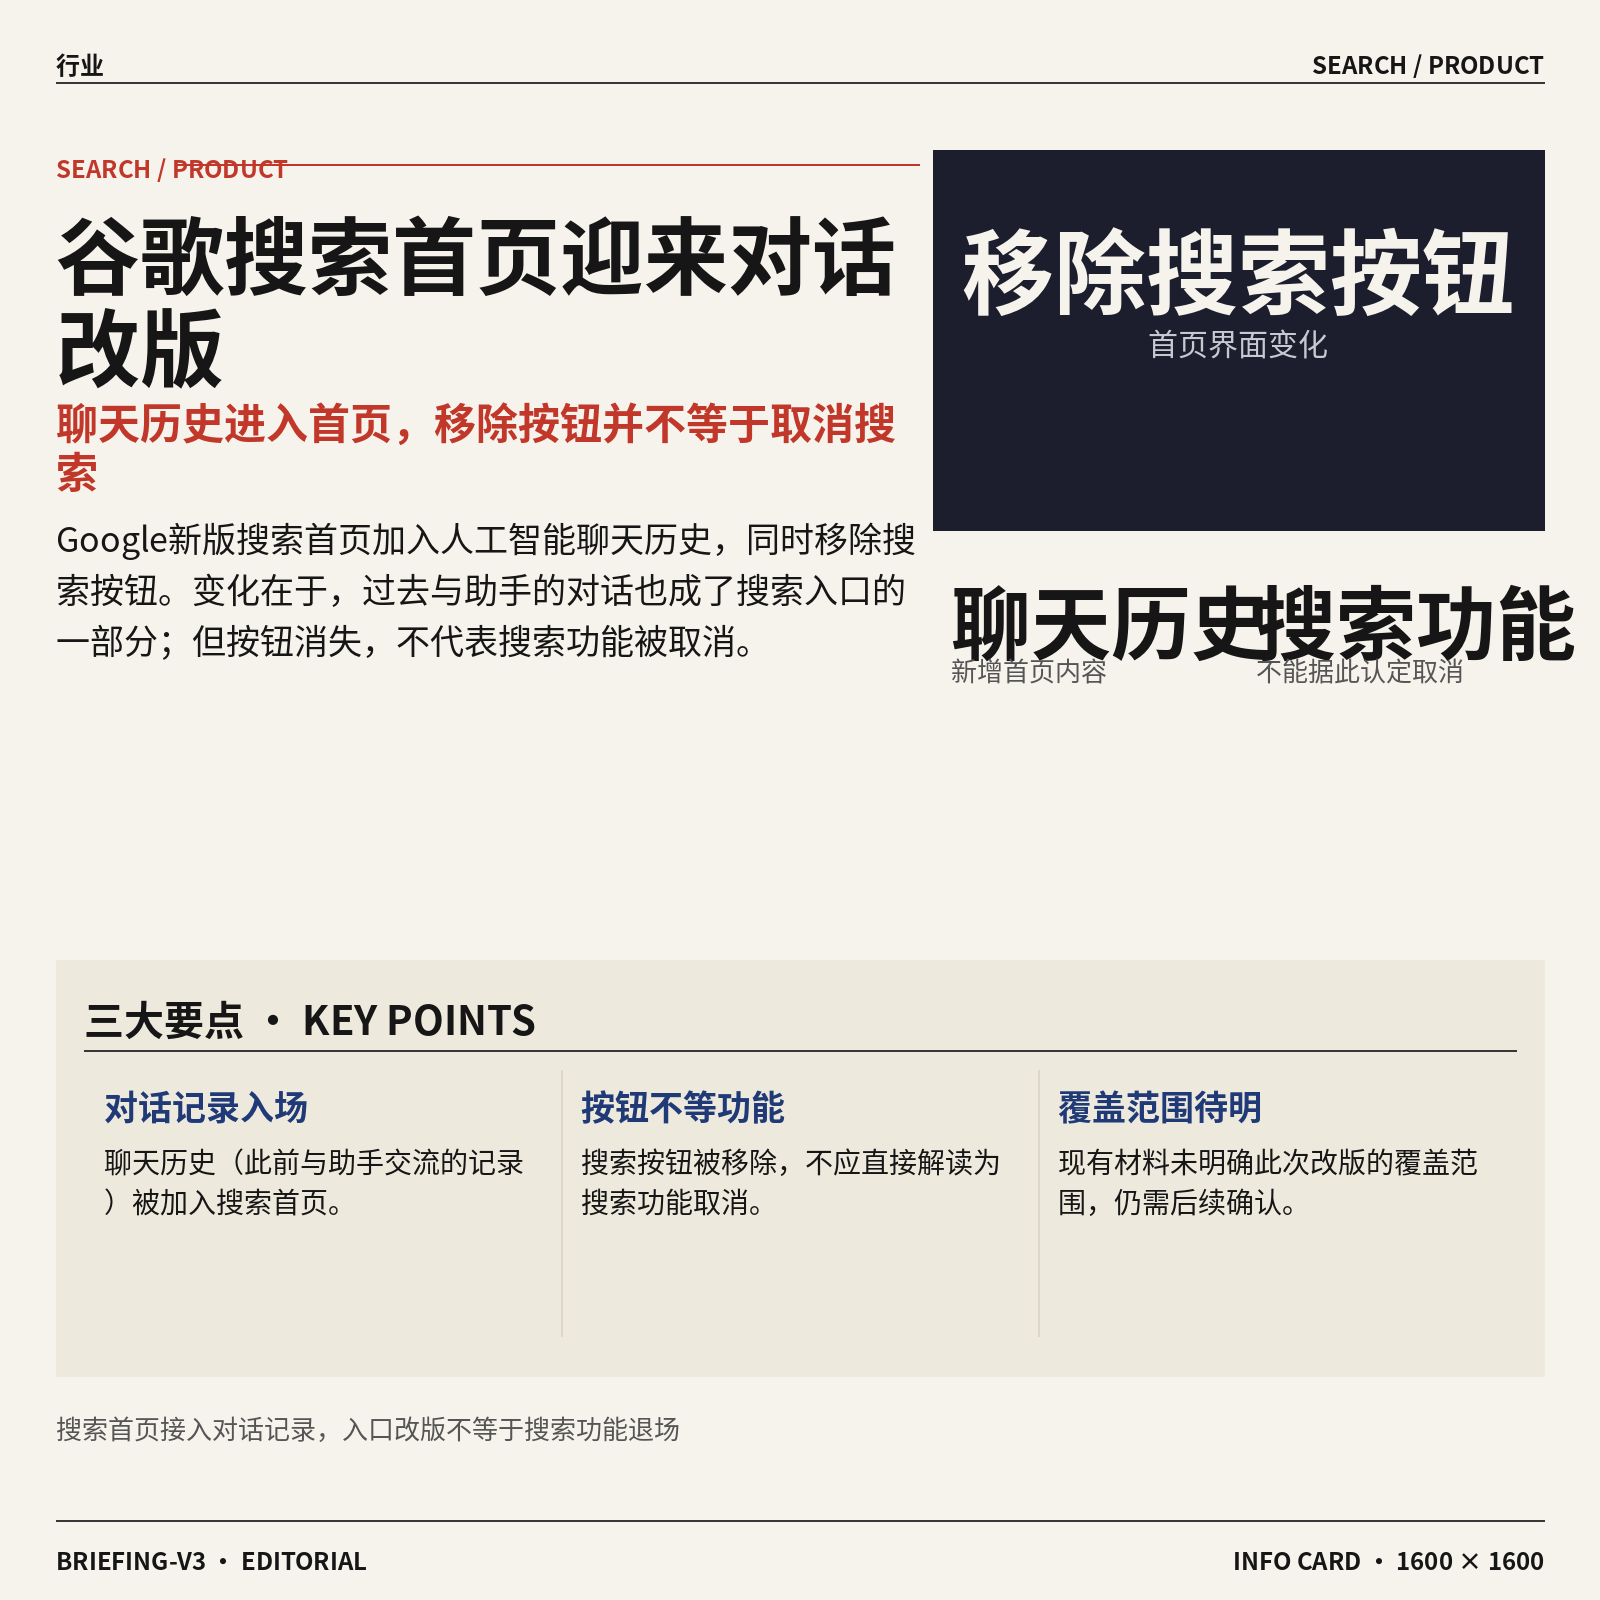 行业
SEARCH / PRODUCT
SEARCH / PRODUCT
谷歌搜索首页迎来对话
改版
聊天历史进入首页，移除按钮并不等于取消搜
索
Google新版搜索首页加入人工智能聊天历史，同时移除搜
索按钮。变化在于，过去与助手的对话也成了搜索入口的
一部分；但按钮消失，不代表搜索功能被取消。
移除搜索按钮
首页界面变化
聊天历史
新增首页内容
搜索功能
不能据此认定取消
三大要点 • KEY POINTS
对话记录入场
聊天历史（此前与助手交流的记录
）被加入搜索首页。
按钮不等功能
搜索按钮被移除，不应直接解读为
搜索功能取消。
覆盖范围待明
现有材料未明确此次改版的覆盖范
围，仍需后续确认。
搜索首页接入对话记录，入口改版不等于搜索功能退场
BRIEFING-V3 • EDITORIAL
INFO CARD • 1600 × 1600